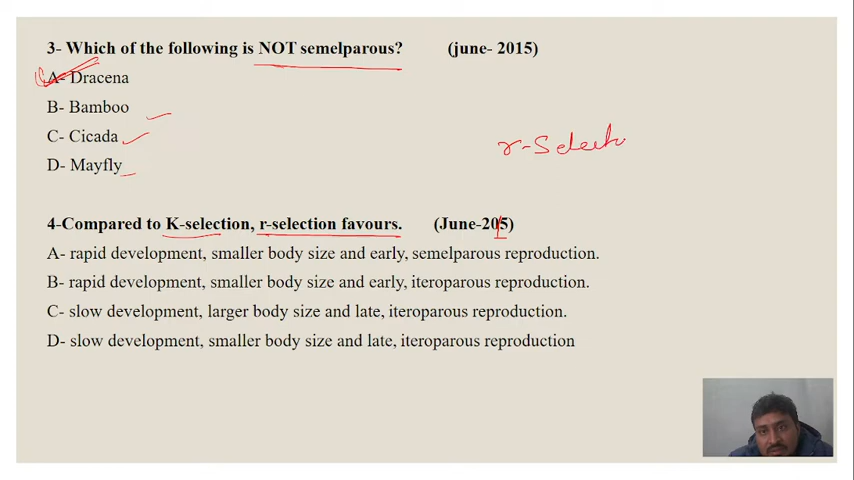 3- Which of the following is NOT semelparous? (june- 2015)
A- Dracena
B- Bamboo
C- Cicada
D- Mayfly
r-Select
4-Compared to K-selection, r-selection favours. (June-205)
A- rapid development, smaller body size and early, semelparous reproduction.
B- rapid development, smaller body size and early, iteroparous reproduction.
C- slow development, larger body size and late, iteroparous reproduction.
D- slow development, smaller body size and late, iteroparous reproduction